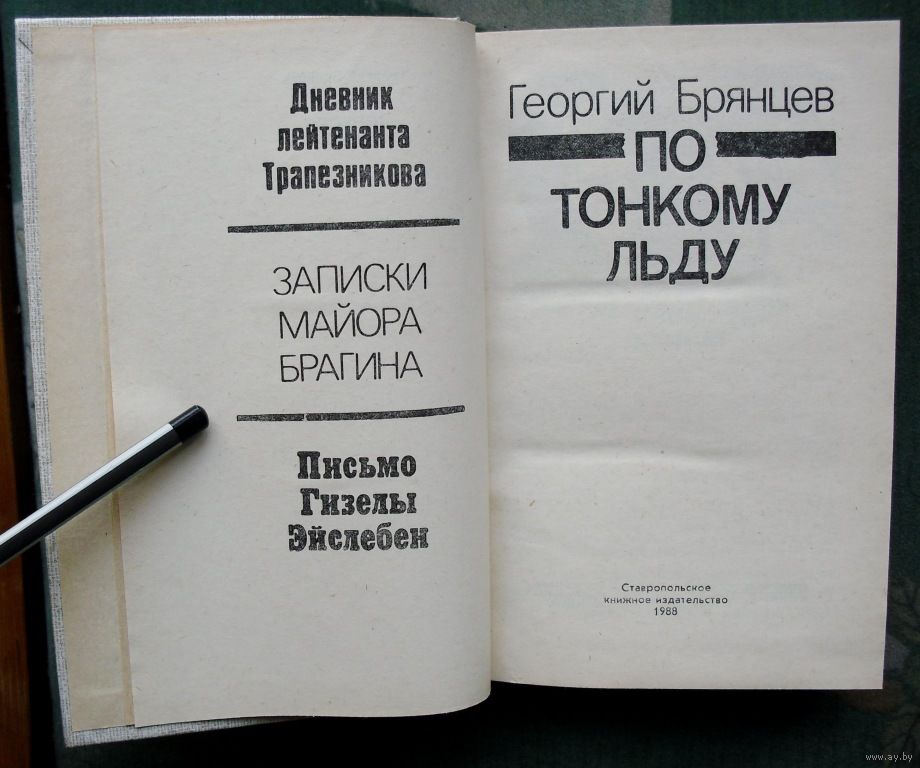 Дневник
лейтенанта
Трапезникова
ЗАПИСКИ
МАЙОРА
БРАГИНА
Письмо
Гизелы
Эйслебен
Георгий Брянцев
ПО
ТОНКОМУ
ЛЬДУ
Ставропольское
книжное издательство
1988
www.ay.by